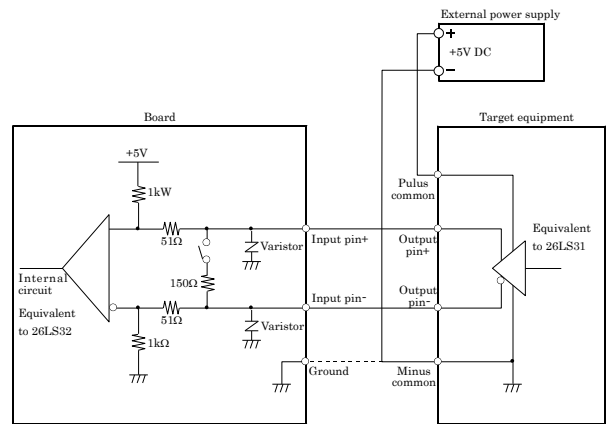 External power supply
+
+5V DC
−
Board
Target equipment
+5V
1kW
Pulus
common
51Ω
Varistor
Input pin+
Output
pin+
Equivalent
to 26LS31
Internal
circuit
150Ω
Equivalent
to 26LS32
Input pin-
Output
pin-
51Ω
Varistor
1kΩ
Ground
Minus
common